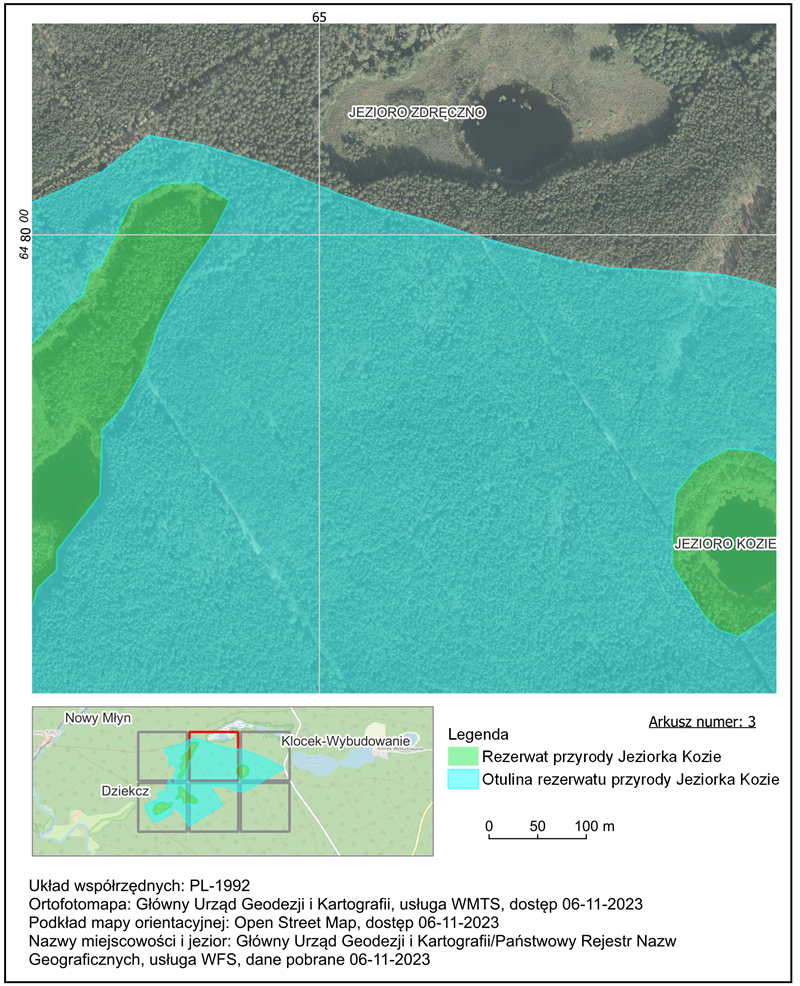 65
JEZIORO ZDRĘCZNO
64 80 00
JEZIORO KOZIE
Nowy Młyn
Klocek-Wybudowanie
Dziekcz
Arkusz numer: 3
Legenda
Rezerwat przyrody Jeziorka Kozie
Otulina rezerwatu przyrody Jeziorka Kozie
0 50 100 m
Układ współrzędnych: PL-1992
Ortofotomapa: Główny Urząd Geodezji i Kartografii, usługa WMTS, dostęp 06-11-2023
Podkład mapy orientacyjnej: Open Street Map, dostęp 06-11-2023
Nazwy miejscowości i jezior: Główny Urząd Geodezji i Kartografii/Państwowy Rejestr Nazw
Geograficznych, usługa WFS, dane pobrane 06-11-2023